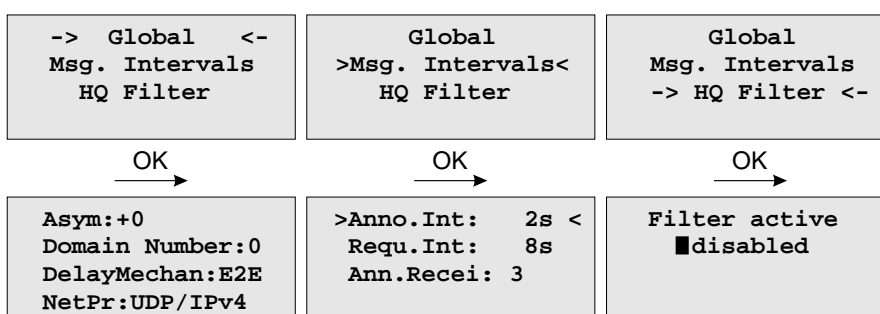 -> Global <-
Msg. Intervals
HQ Filter
Global
>Msg. Intervals<
HQ Filter
Global
Msg. Intervals
-> HQ Filter <-
OK
OK
OK
Asym:+0
Domain Number:0
DelayMechan:E2E
NetPr:UDP/IPv4
>Anno.Int: 2s <
Requ.Int: 8s
Ann.Recei: 3
Filter active
disabled